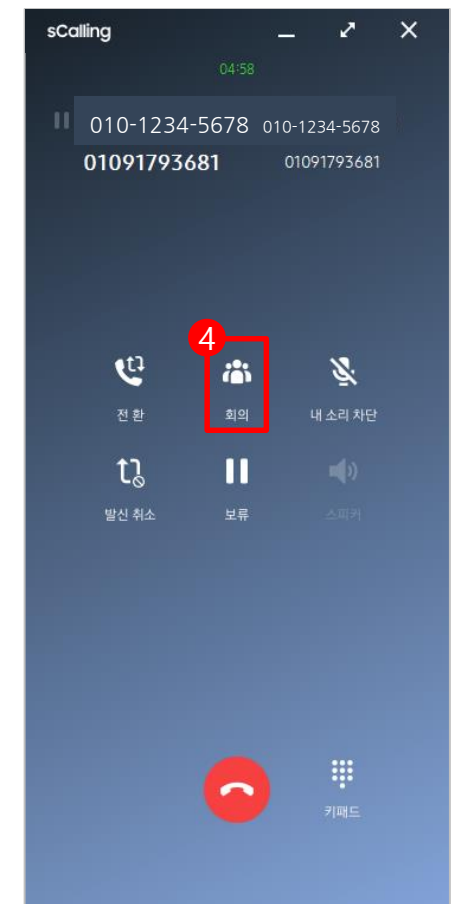 sCalling
04:58
010-1234-5678 010-1234-5678
01091793681 01091793681
4
전 환 회의 내 소리 차단
발신 취소 보류 스피커
키패드